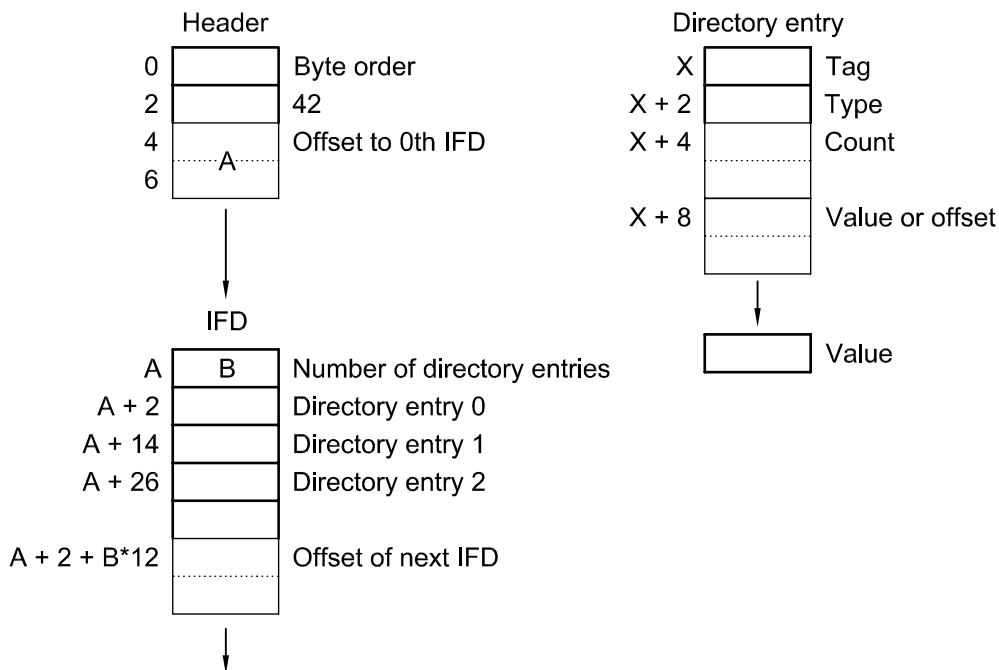 Header
0 Byte order
2 42
4 Offset to 0th IFD
A
6
IFD
A B Number of directory entries
A + 2 Directory entry 0
A + 14 Directory entry 1
A + 26 Directory entry 2
A + 2 + B*12 Offset of next IFD
Directory entry
X Tag
X + 2 Type
X + 4 Count
X + 8 Value or offset
Value